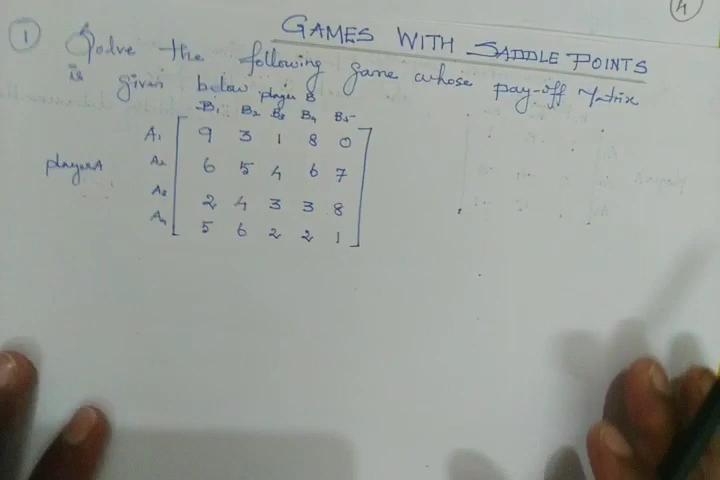 4
GAMES WITH SADDLE POINTS
1 Solve the following game whose pay-off Matrix
is given below
player B
B1 B2 B3 B4 B5
A1 9 3 1 8 0
player A A2 6 5 4 6 7
A3 2 4 3 3 8
A4 5 6 2 2 1